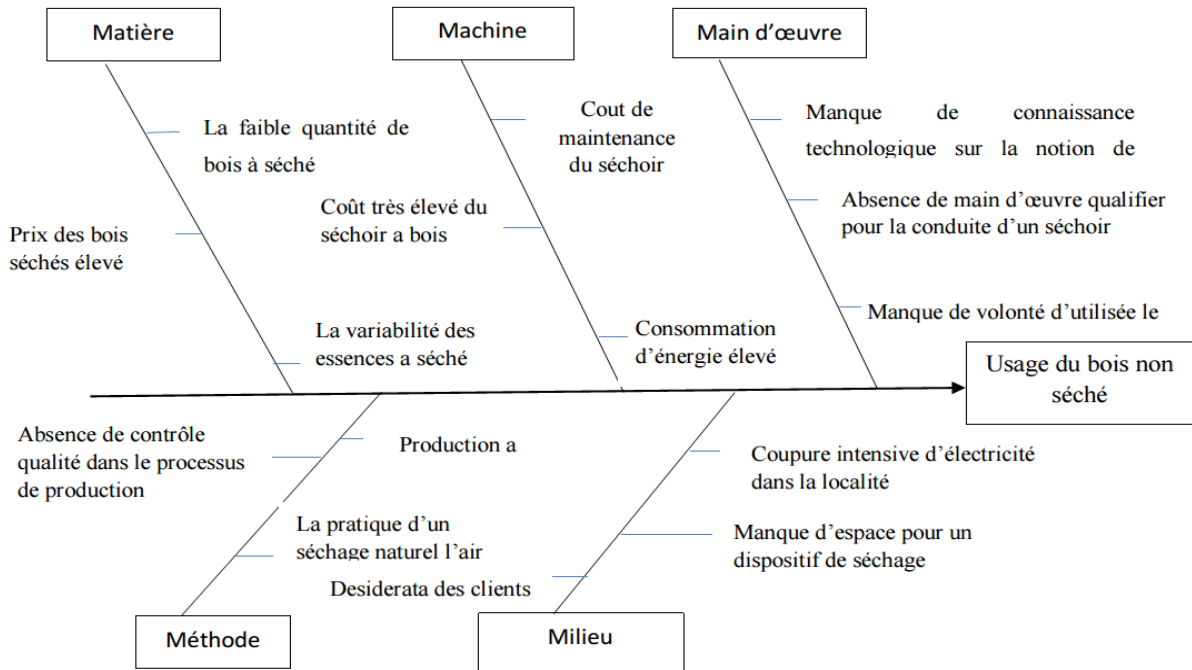 Matière
Machine
Main d'œuvre
La faible quantité de
bois à séché
Prix des bois
séchés élevé
La variabilité des
essences a séché
Cout de
maintenance
du séchoir
Coût très élevé du
séchoir a bois
Consommation
d'énergie élevé
Manque de connaissance
technologique sur la notion de
Absence de main d'œuvre qualifier
pour la conduite d'un séchoir
Manque de volonté d'utilisée le
Usage du bois non
séché
Absence de contrôle
qualité dans le processus
de production
Production a
La pratique d'un
séchage naturel l'air
Desiderata des clients
Coupure intensive d'électricité
dans la localité
Manque d'espace pour un
dispositif de séchage
Méthode
Milieu